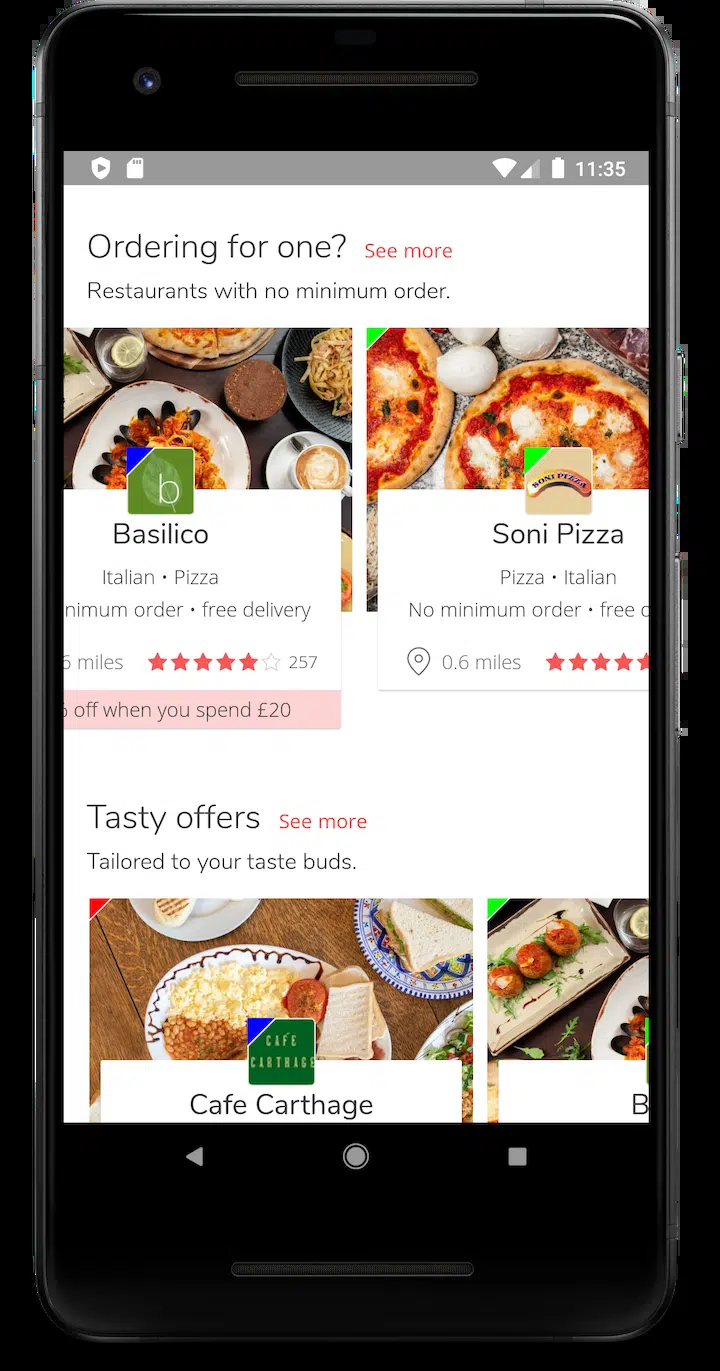 11:35
Ordering for one? See more
Restaurants with no minimum order.
b
SONI PIZZA
Basilico
Soni Pizza
Italian • Pizza
Pizza • Italian
nimum order • free delivery
No minimum order • free
6 miles 257
0.6 miles
off when you spend £20
Tasty offers See more
Tailored to your taste buds.
CAFE
CARTHAGE
Cafe Carthage
B